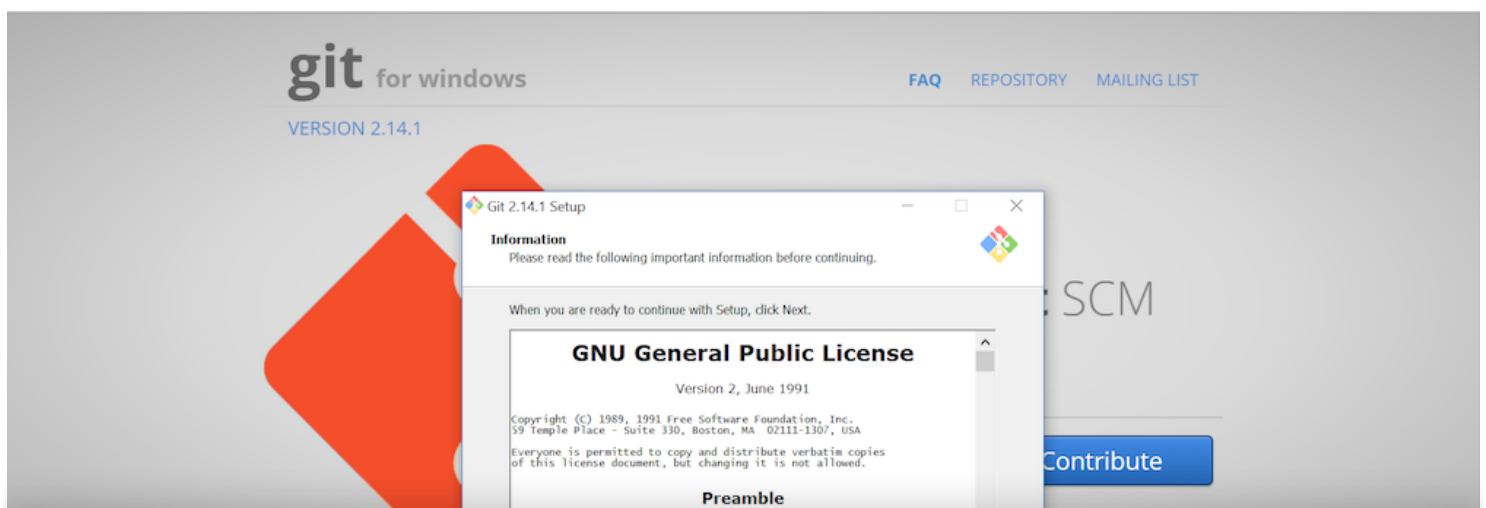 git for windows
FAQ REPOSITORY MAILING LIST
VERSION 2.14.1
Git 2.14.1 Setup
Information
Please read the following important information before continuing.
When you are ready to continue with Setup, click Next.
GNU General Public License
Version 2, June 1991
Copyright (C) 1989, 1991 Free Software Foundation, Inc.
59 Temple Place - Suite 330, Boston, MA 02111-1307, USA
Everyone is permitted to copy and distribute verbatim copies
of this license document, but changing it is not allowed.
Preamble
SCM
Contribute